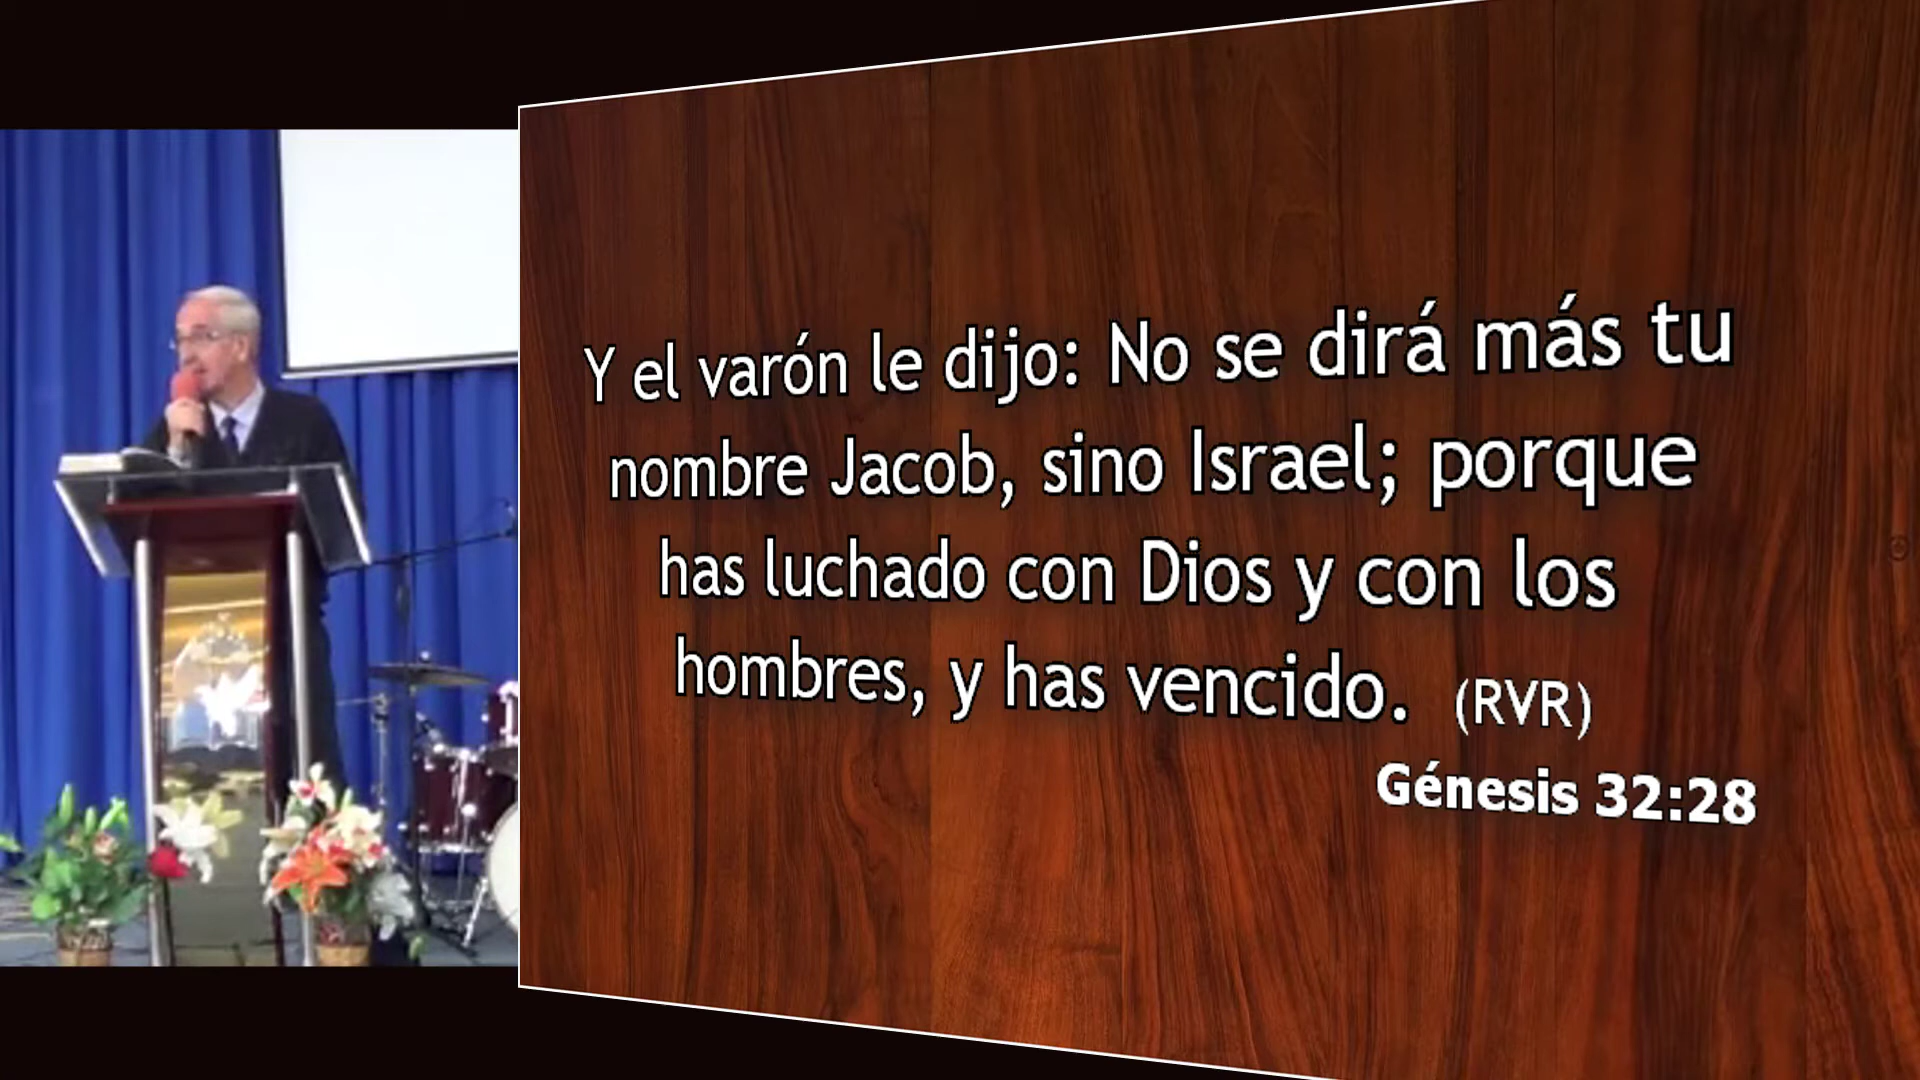 Y el varón le dijo: No se dirá más tu
nombre Jacob, sino Israel; porque
has luchado con Dios y con los
hombres, y has vencido. (RVR)
Génesis 32:28